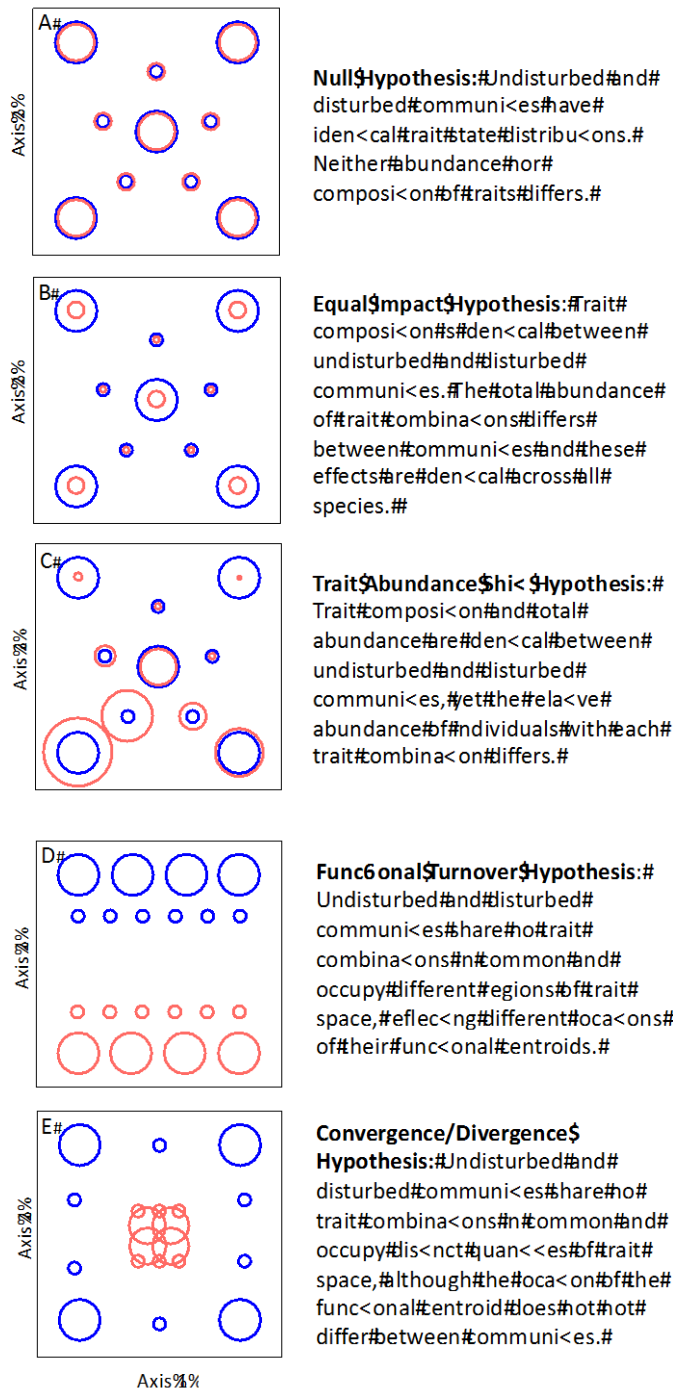 A#
Axis%2%
Null$Hypothesis:#Undisturbed#and#
disturbed#communi<es#have#
iden<cal#trait#state#distribu<ons.#
Neither#abundance#nor#
composi<on#of#traits#differs.#
B#
Axis%2%
Equal$Impact$Hypothesis:#Trait#
composi<on#is#iden<cal#between#
undisturbed#and#disturbed#
communi<es.#The#total#abundance#
of#trait#combina<ons#differs#
between#communi<es#and#these#
effects#are#iden<cal#across#all#
species.##
C#
Axis%2%
Trait$Abundance$Shi<$Hypothesis:#
Trait#composi<on#and#total#
abundance#are#iden<cal#between#
undisturbed#and#disturbed#
communi<es,#yet#the#rela<ve#
abundance#of#individuals#with#each#
trait#combina<on#differs.#
D#
Axis%2%
Func6onal$Turnover$Hypothesis:#
Undisturbed#and#disturbed#
communi<es#share#no#trait#
combina<ons#in#common#and#
occupy#different#regions#of#trait#
space,#reflec<ng#different#loca<ons#
of#their#func<onal#centroids.#
E#
Axis%2%
Convergence/Divergence$
Hypothesis:#Undisturbed#and#
disturbed#communi<es#share#no#
trait#combina<ons#in#common#and#
occupy#dis<nct#quan<<es#of#trait#
space,#although#the#loca<on#of#the#
func<onal#centroid#does#not#not#
differ#between#communi<es.#
Axis%1%